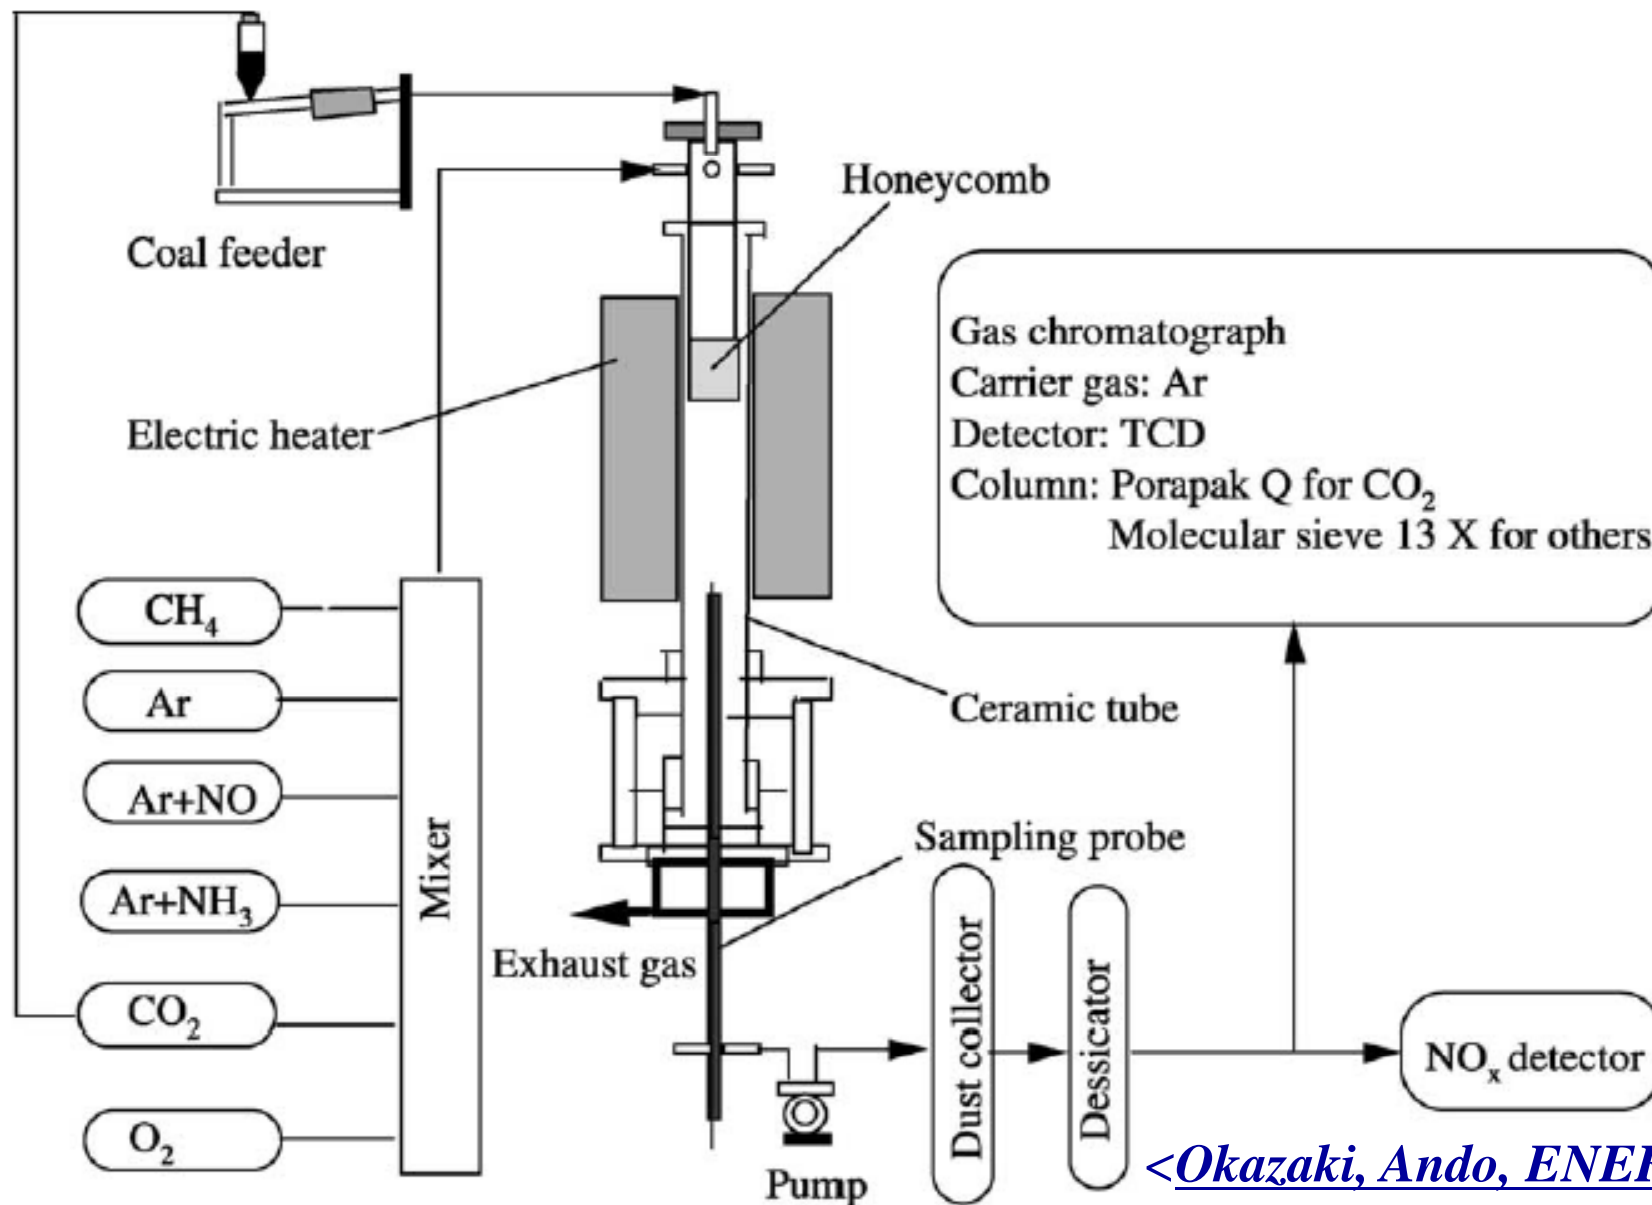 Coal feeder
Honeycomb
Electric heater
Gas chromatograph
Carrier gas: Ar
Detector: TCD
Column: Porapak Q for CO₂
Molecular sieve 13 X for others
CH₄
Ar
Ar+NO
Ar+NH₃
CO₂
O₂
Mixer
Ceramic tube
Sampling probe
Exhaust gas
Pump
Dust collector
Dessicator
NOₓ detector
<Okazaki, Ando,